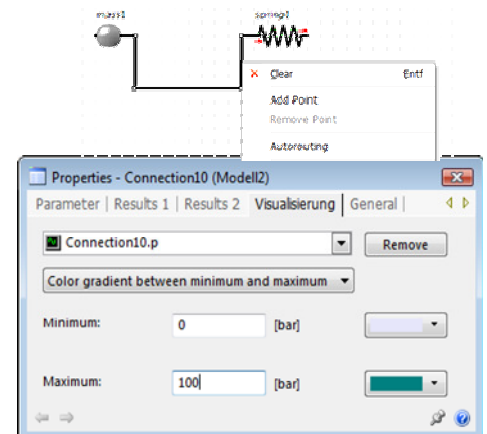 mass1 spring1
Clear Entf
Add Point
Remove Point
Autorouting
Properties - Connection10 (Modell2)
Parameter | Results 1 | Results 2 | Visualisierung | General |
Connection10.p Remove
Color gradient between minimum and maximum
Minimum: 0 [bar]
Maximum: 100 [bar]